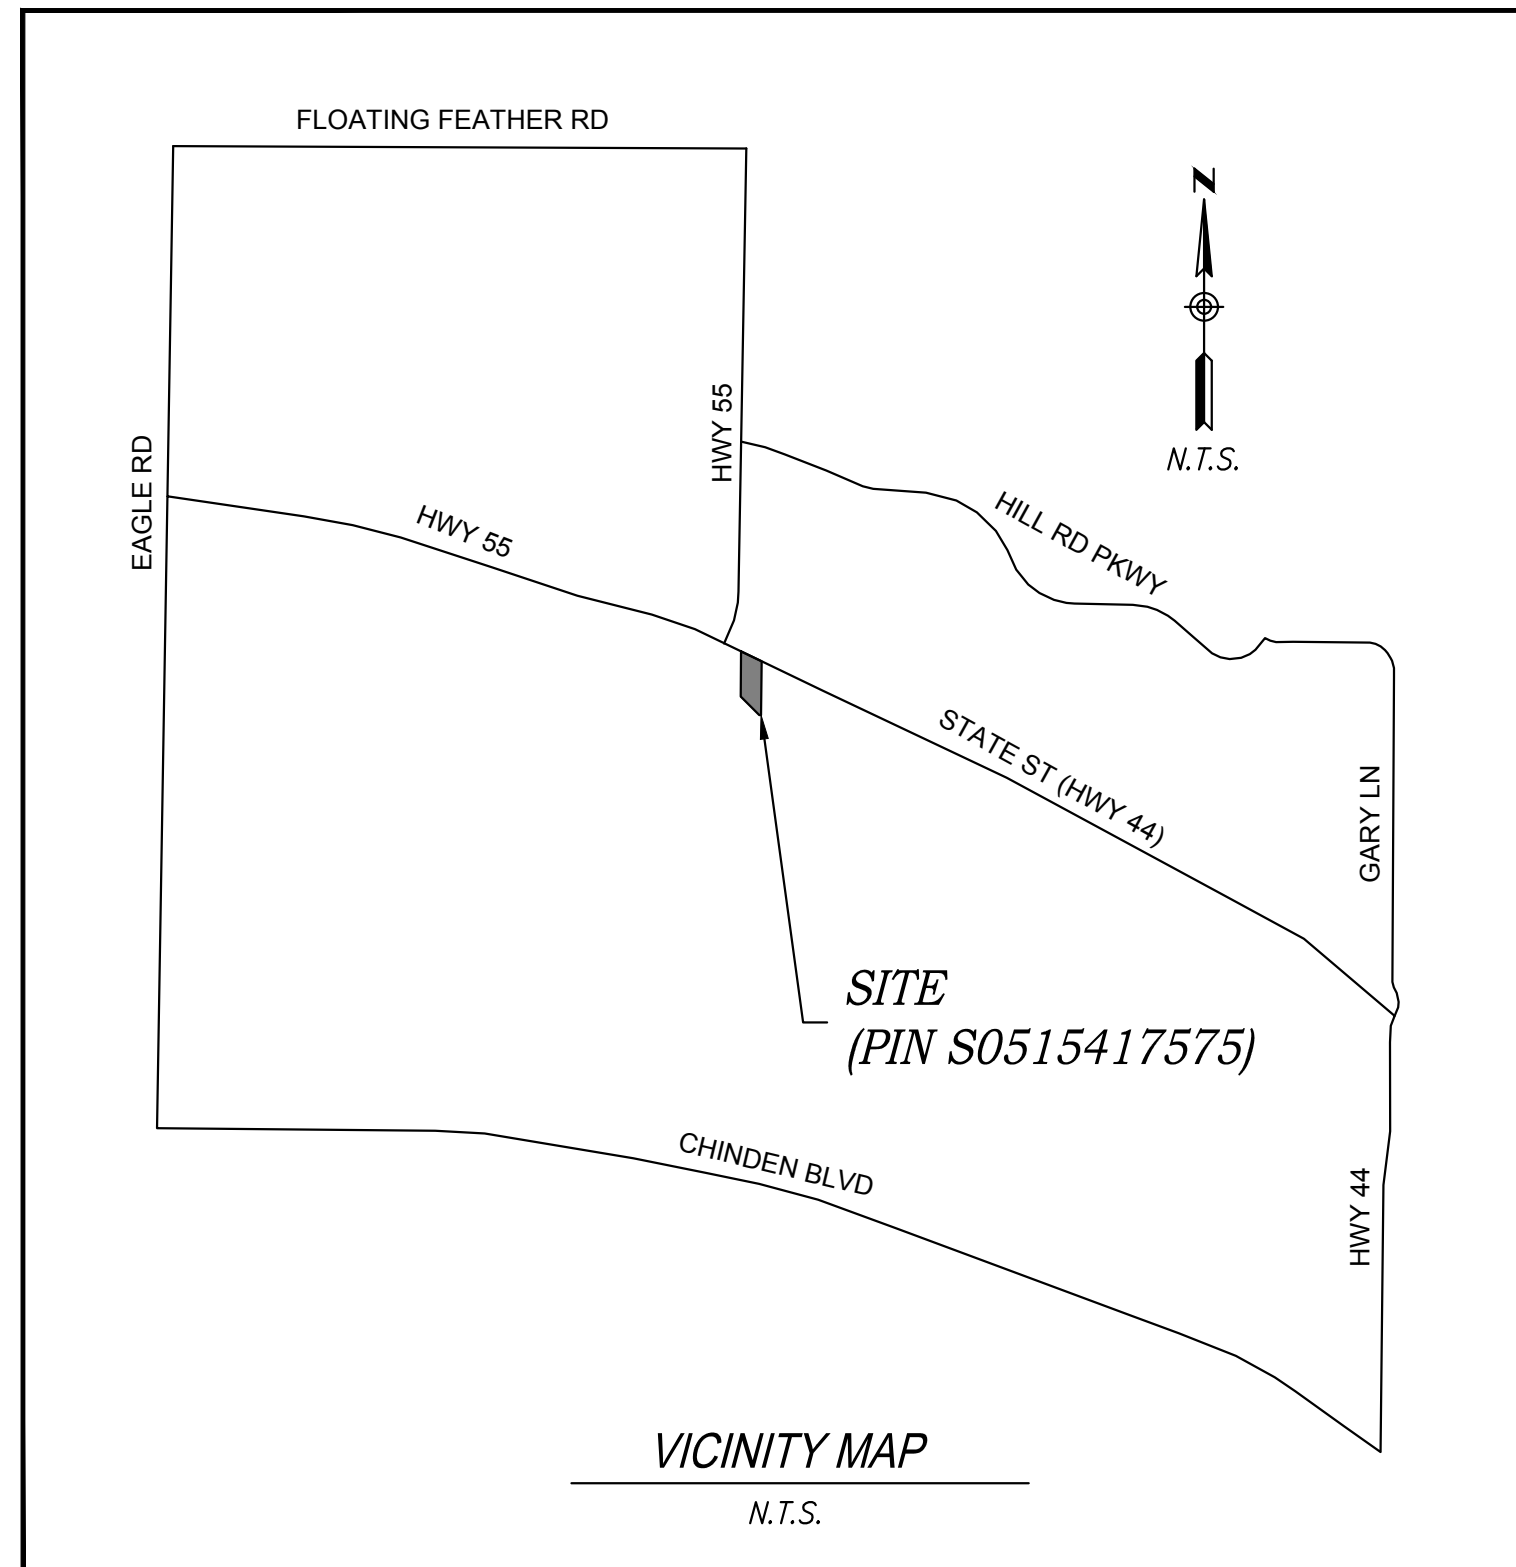 FLOATING FEATHER RD
N
N.T.S.
EAGLE RD
HWY 55
HWY 55
HILL RD PKWY
STATE ST (HWY 44)
GARY LN
SITE
(PIN S0515417575)
CHINDEN BLVD
HWY 44
VICINITY MAP
N.T.S.